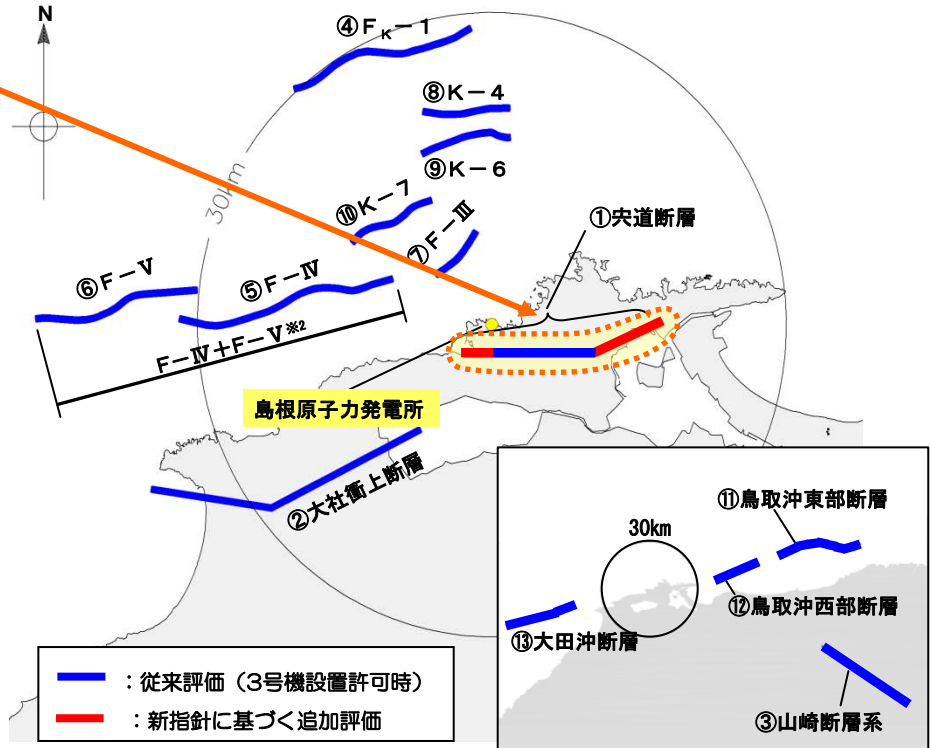 N
④FK-1
⑧K-4
⑨K-6
30km
⑩K-7
⑦F-Ⅲ
①宍道断層
⑥F-Ⅴ
⑤F-Ⅳ
F-Ⅳ+F-Ⅴ※2
島根原子力発電所
②大社衝上断層
⑪鳥取沖東部断層
30km
⑫鳥取沖西部断層
⑬大田沖断層
③山崎断層系
:従来評価(3号機設置許可時)
:新指針に基づく追加評価